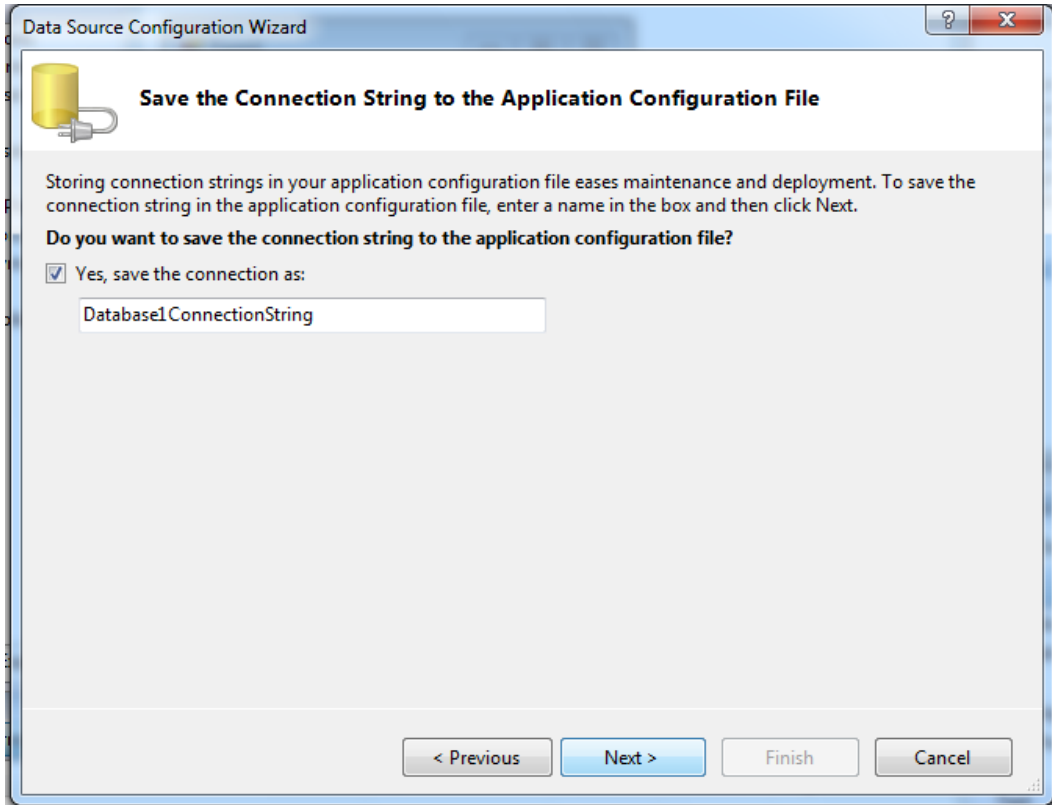 Data Source Configuration Wizard
?
X
Save the Connection String to the Application Configuration File
Storing connection strings in your application configuration file eases maintenance and deployment. To save the
connection string in the application configuration file, enter a name in the box and then click Next.
Do you want to save the connection string to the application configuration file?
Yes, save the connection as:
Database1ConnectionString
< Previous
Next >
Finish
Cancel